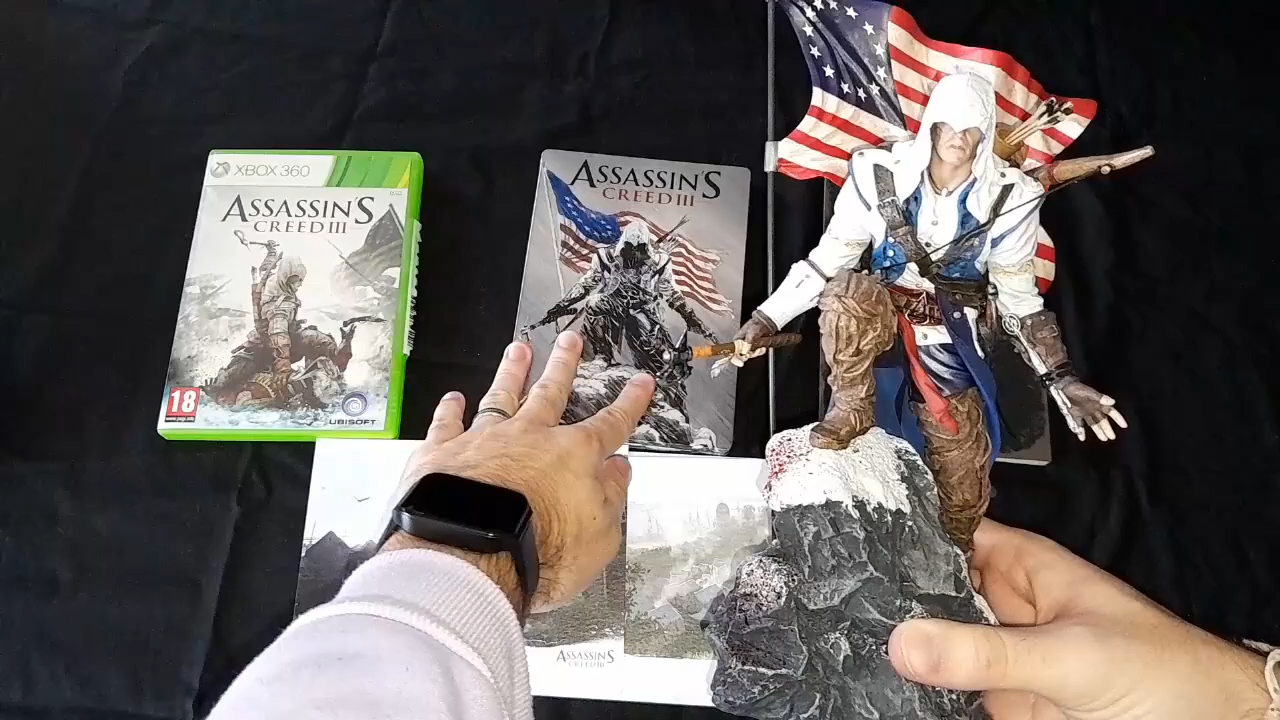 XBOX 360
ASSASSIN'S
CREED III
18
UBISOFT
ASSASSIN'S
CREED III
ASSASSIN'S
CREED III